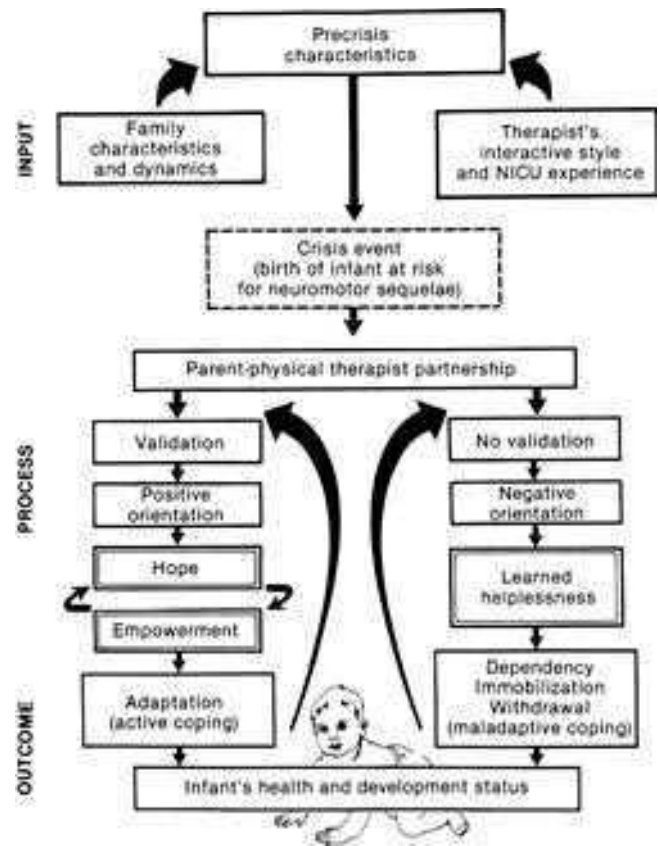 Precrisis
characteristics
INPUT
Family
characteristics
and dynamics
Therapist's
interactive style
and NICU experience
Crisis event
(birth of infant at risk
for neuromotor sequelae)
Parent-physical therapist partnership
PROCESS
Validation
No validation
Positive
orientation
Negative
orientation
Hope
Learned
helplessness
Empowerment
OUTCOME
Adaptation
(active coping)
Dependency
Immobilization
Withdrawal
(maladaptive coping)
Infant's health and development status